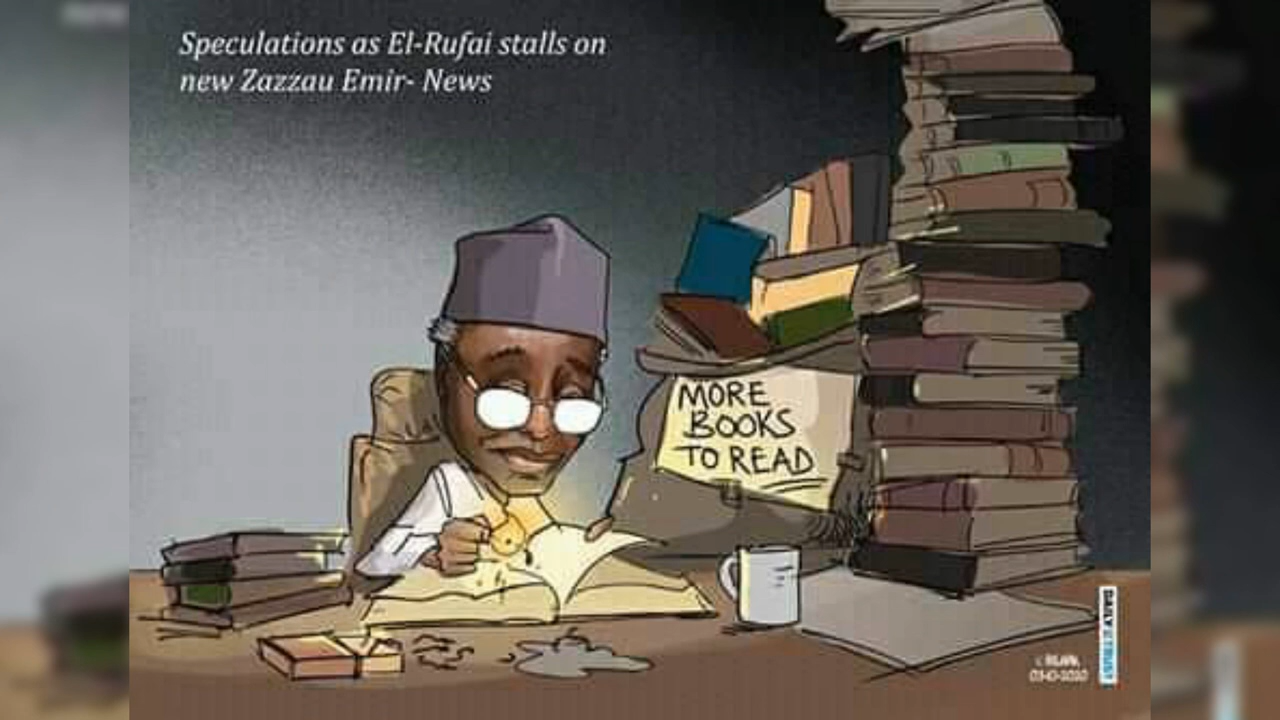 Speculations as El-Rufai stalls on
new Zazzau Emir- News
MORE
BOOKS
TO READ
DAILY TRUST